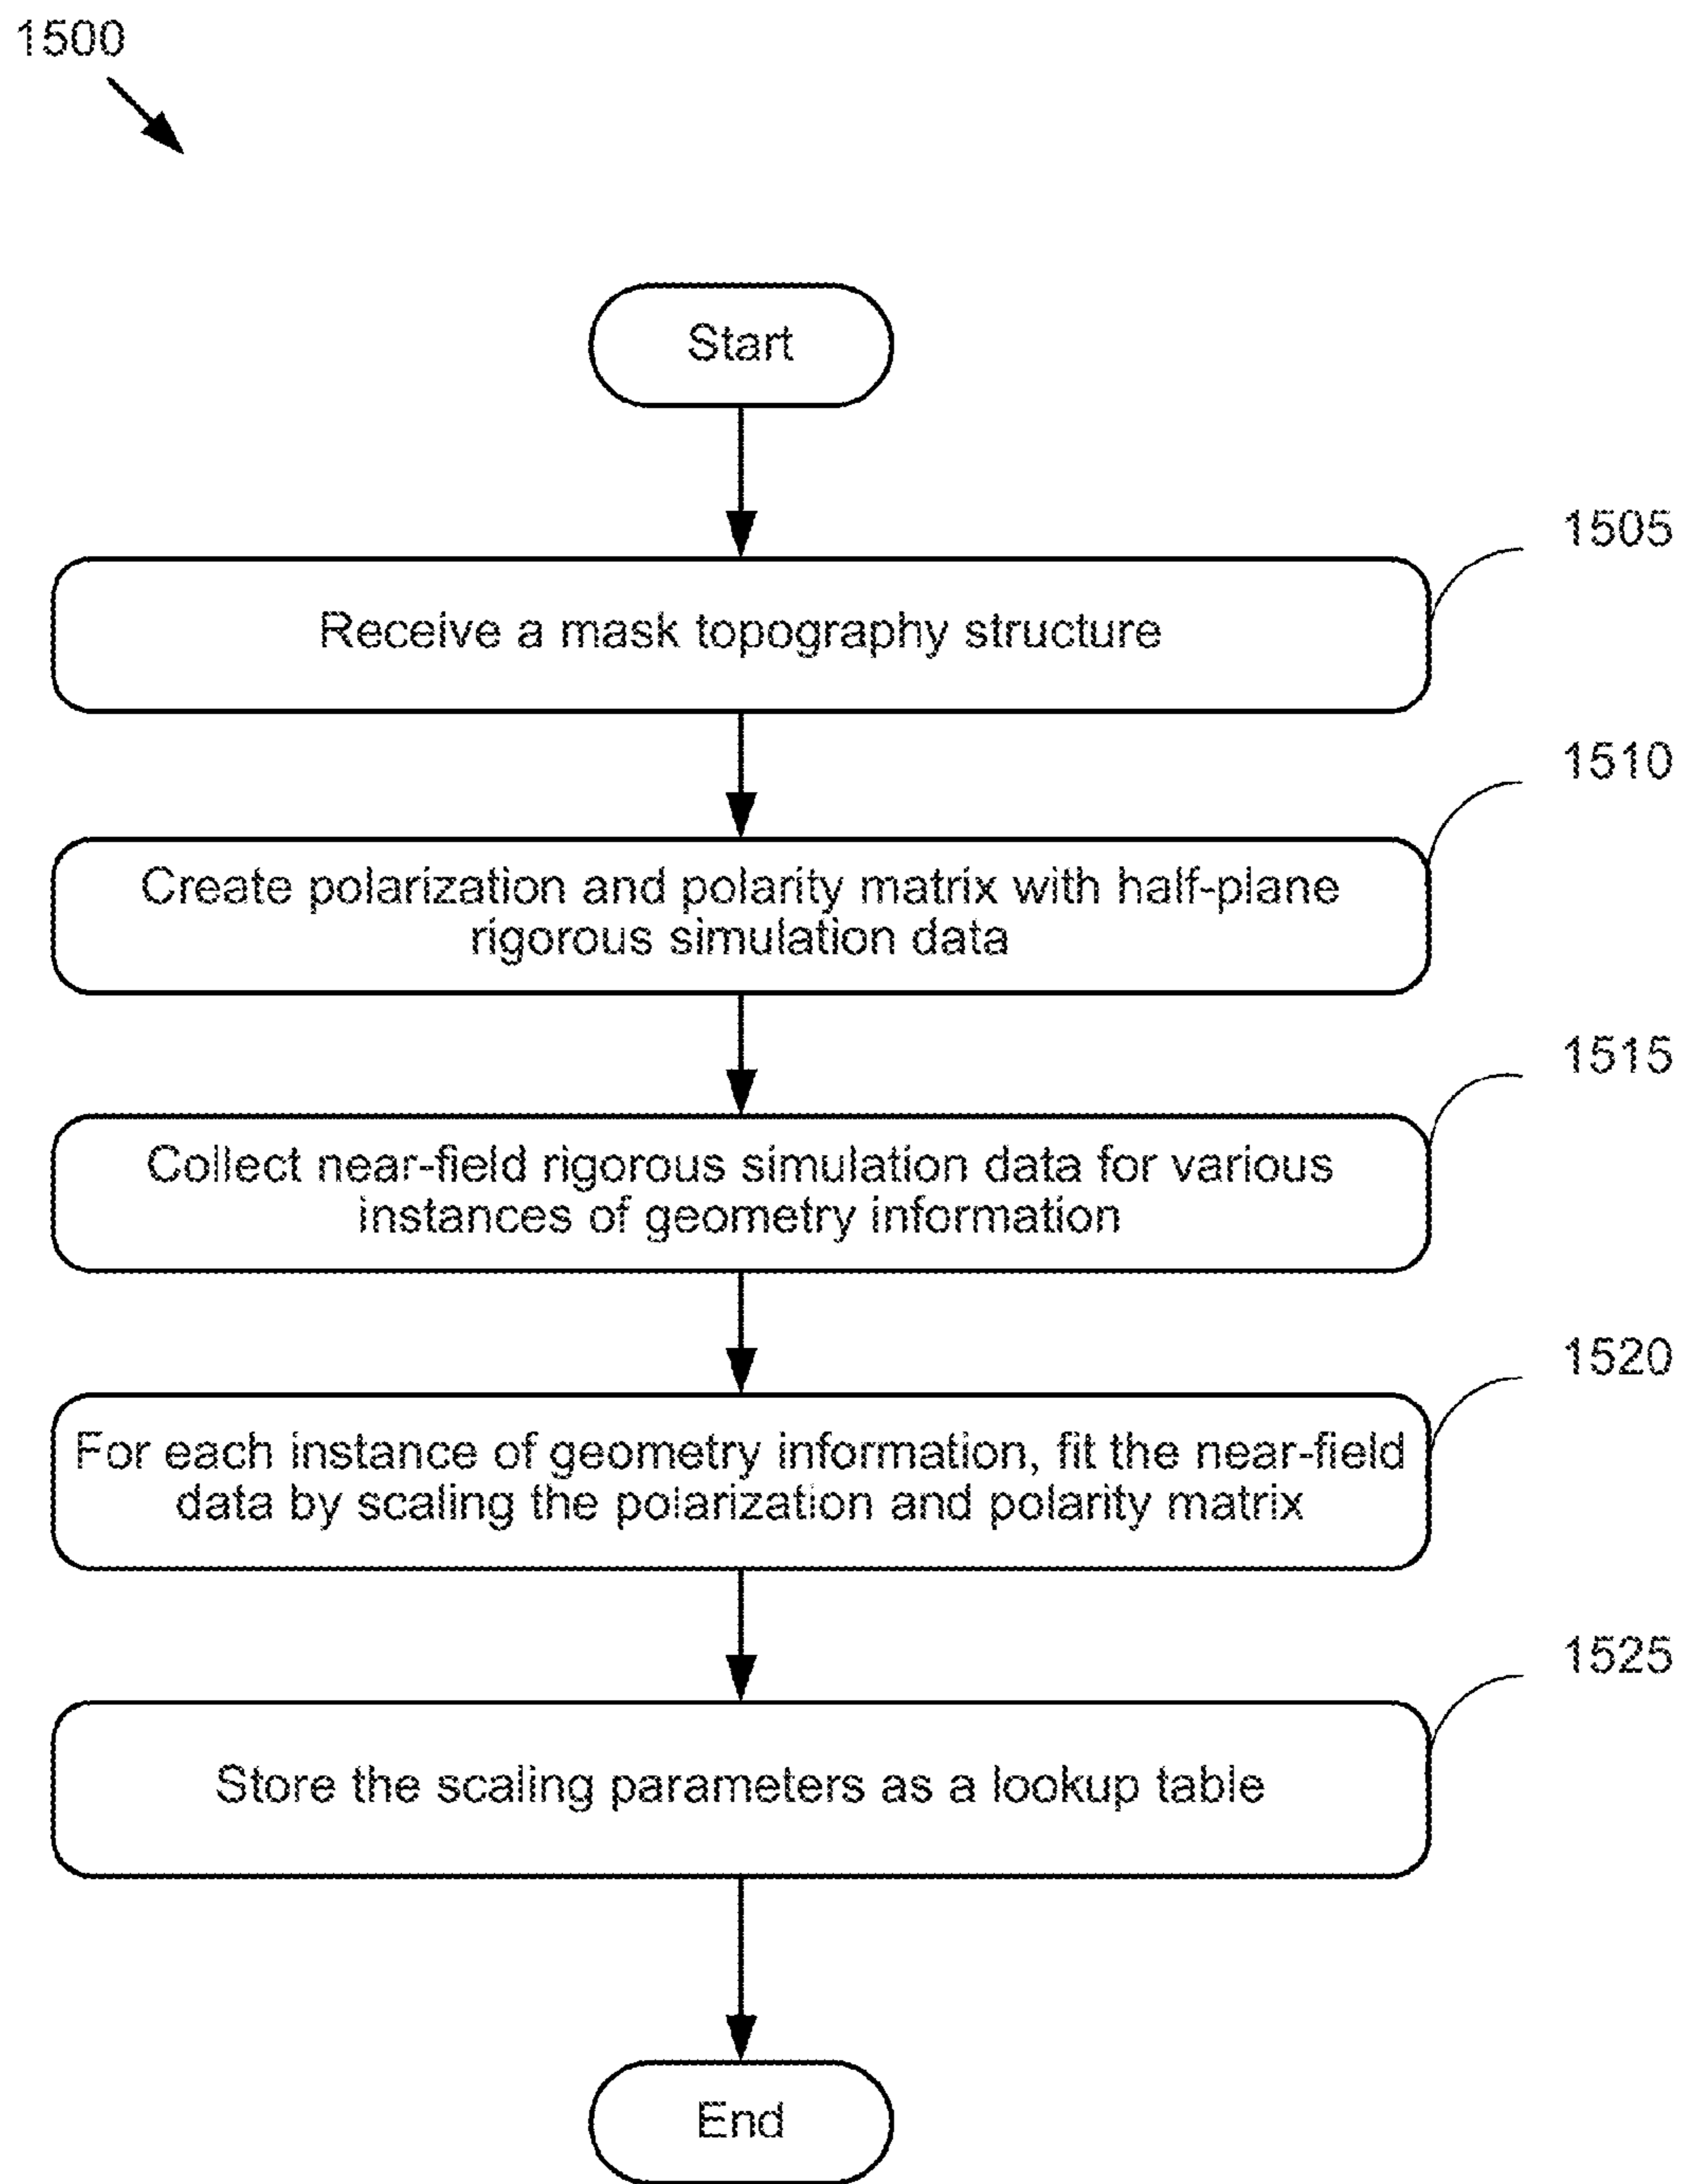 1500
Start
1505
Receive a mask topography structure
1510
Create polarization and polarity matrix with half-plane
rigorous simulation data
1515
Collect near-field rigorous simulation data for various
instances of geometry information
1520
For each instance of geometry information, fit the near-field
data by scaling the polarization and polarity matrix
1525
Store the scaling parameters as a lookup table
End